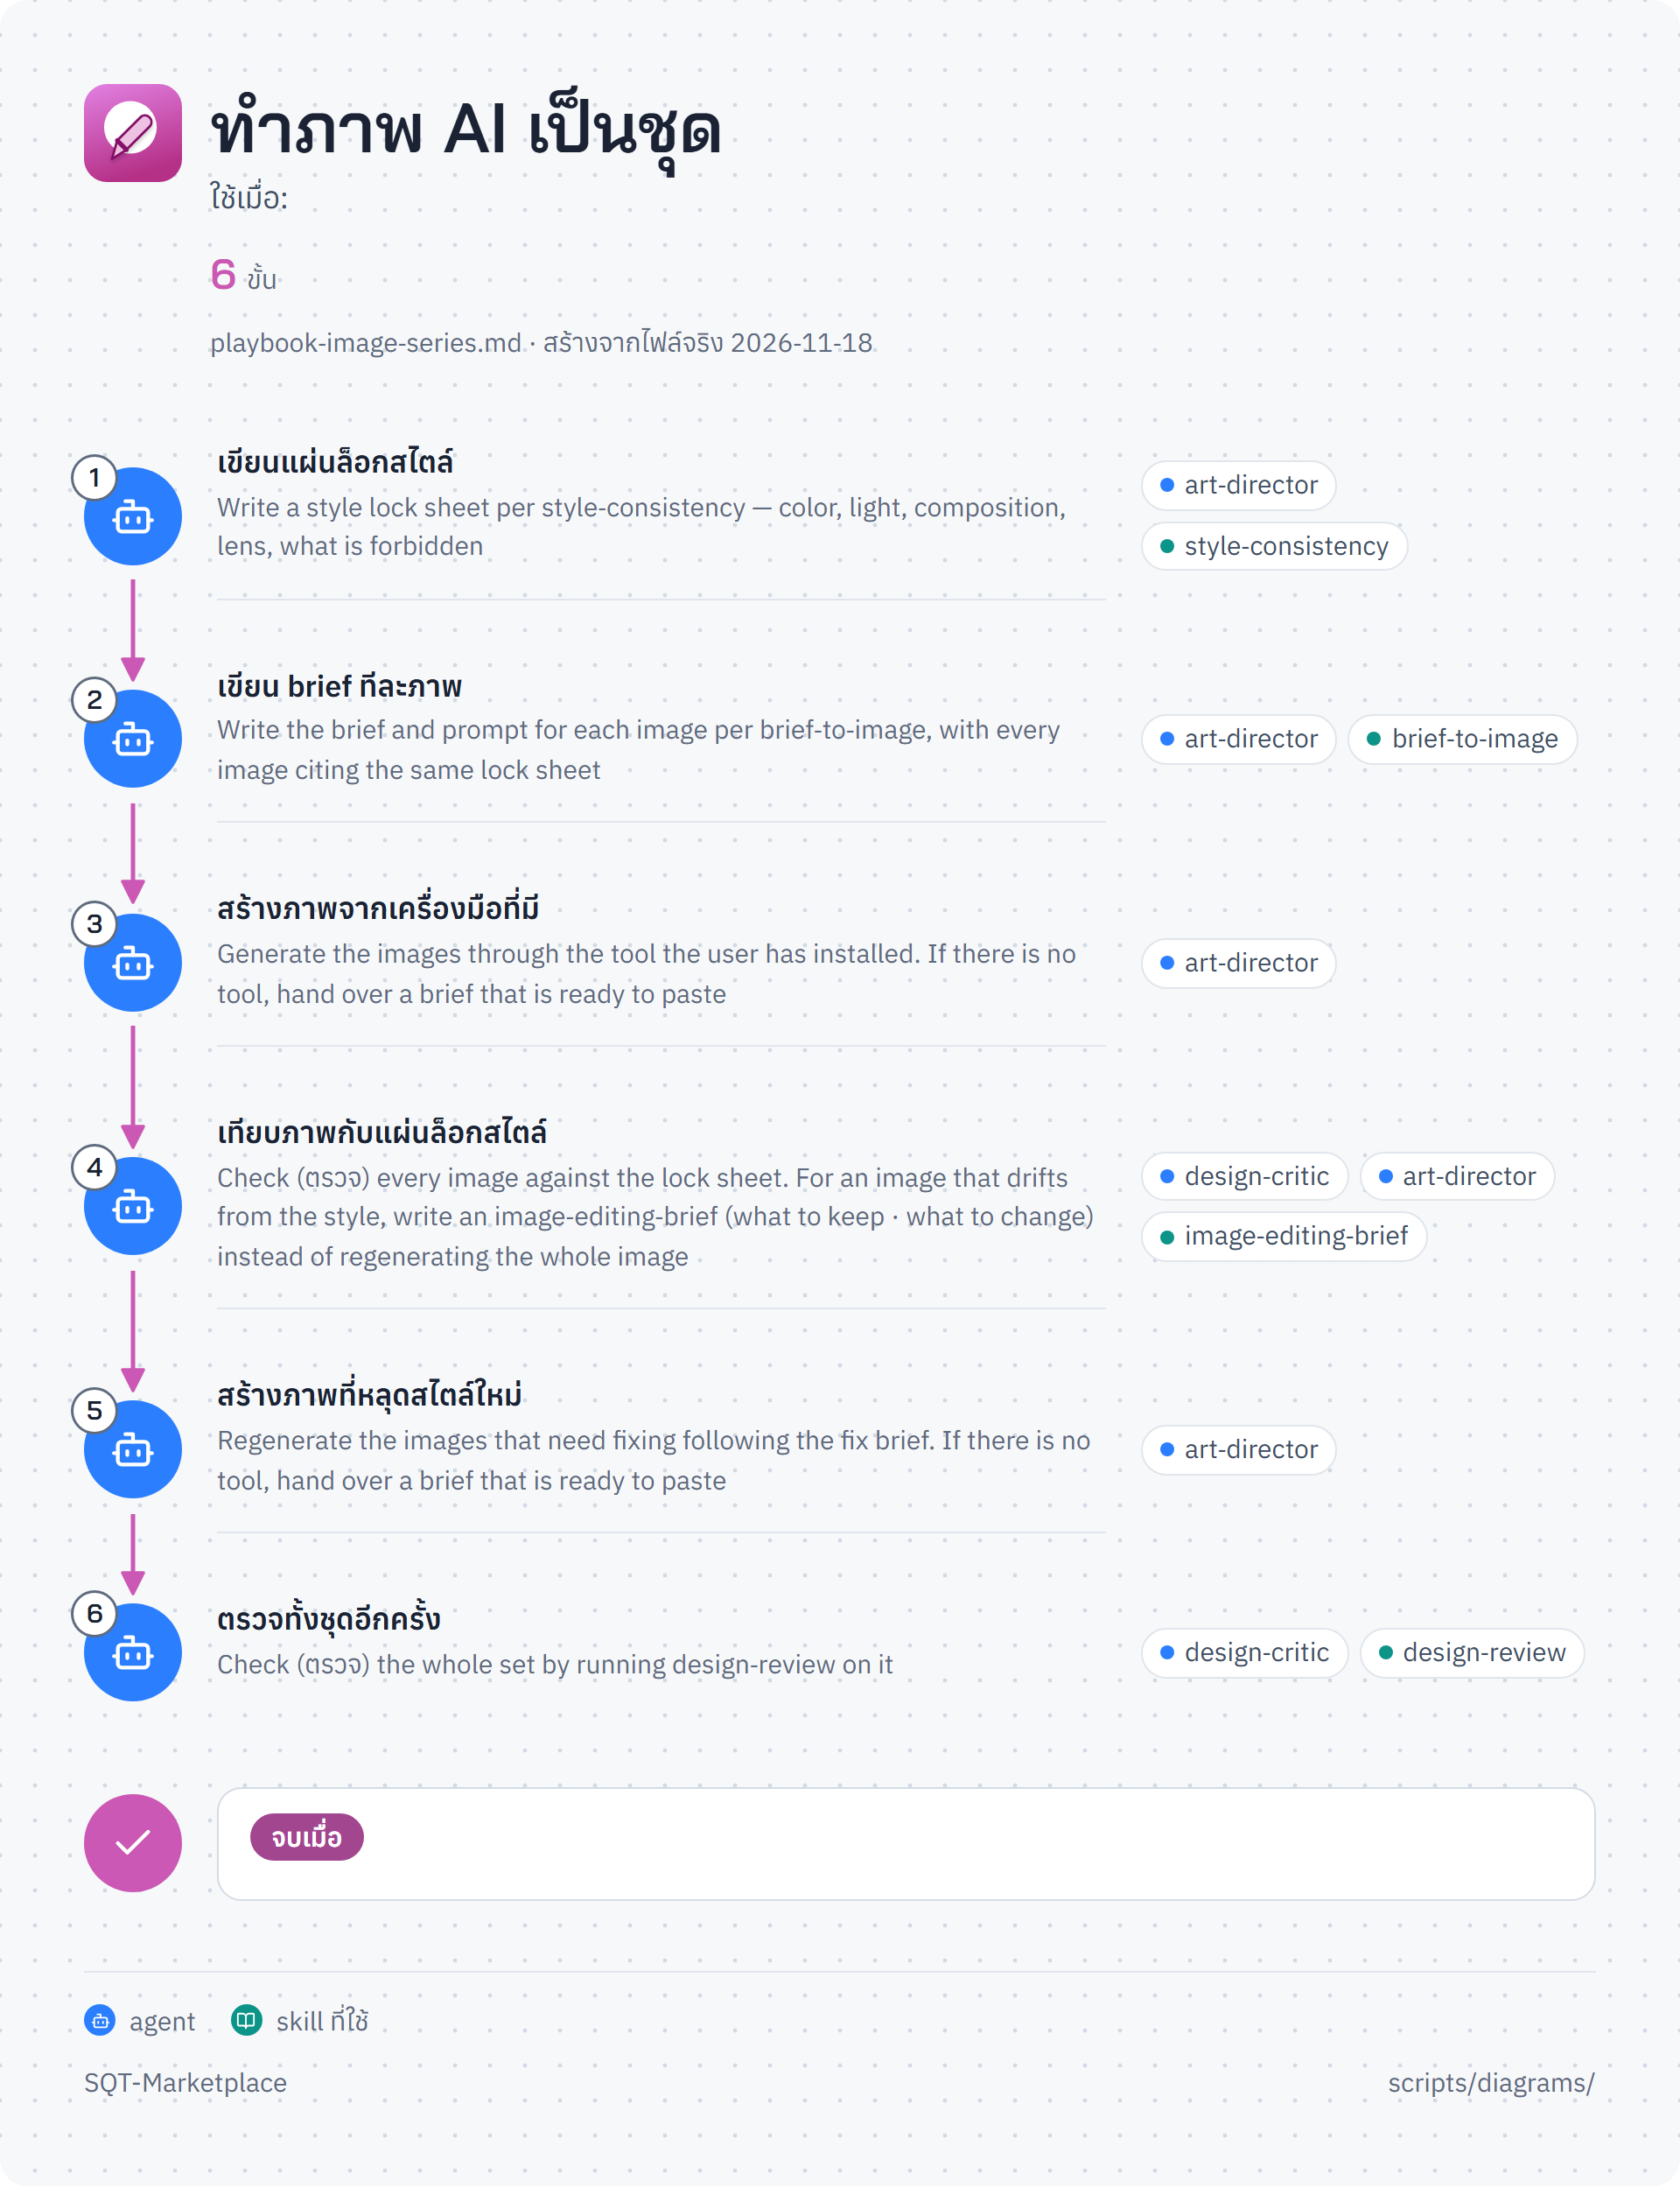 ทำภาพ AI เป็นชุด
ใช้เมื่อ:
6 ขั้น
playbook-image-series.md · สร้างจากไฟล์จริง 2026-11-18
1
เขียนแผ่นล็อกสไตล์
Write a style lock sheet per style-consistency — color, light, composition,
lens, what is forbidden
art-director
style-consistency
2
เขียน brief ทีละภาพ
Write the brief and prompt for each image per brief-to-image, with every
image citing the same lock sheet
art-director brief-to-image
3
สร้างภาพจากเครื่องมือที่มี
Generate the images through the tool the user has installed. If there is no
tool, hand over a brief that is ready to paste
art-director
4
เทียบภาพกับแผ่นล็อกสไตล์
Check (ตรวจ) every image against the lock sheet. For an image that drifts
from the style, write an image-editing-brief (what to keep · what to change)
instead of regenerating the whole image
design-critic art-director
image-editing-brief
5
สร้างภาพที่หลุดสไตล์ใหม่
Regenerate the images that need fixing following the fix brief. If there is no
tool, hand over a brief that is ready to paste
art-director
6
ตรวจทั้งชุดอีกครั้ง
Check (ตรวจ) the whole set by running design-review on it
design-critic design-review
จบเมื่อ
agent skill ที่ใช้
SQT-Marketplace scripts/diagrams/